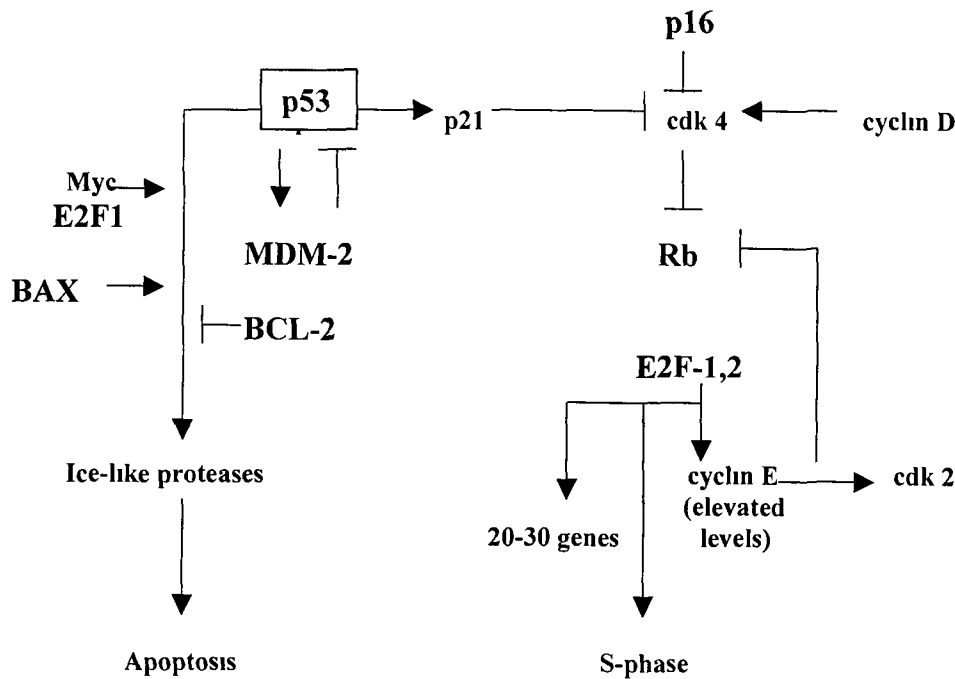 p16
p53
p21
cdk 4
cyclin D
Myc
E2F1
MDM-2
Rb
BAX
BCL-2
E2F-1,2
Ice-like proteases
cyclin E
(elevated
levels)
cdk 2
20-30 genes
Apoptosis
S-phase